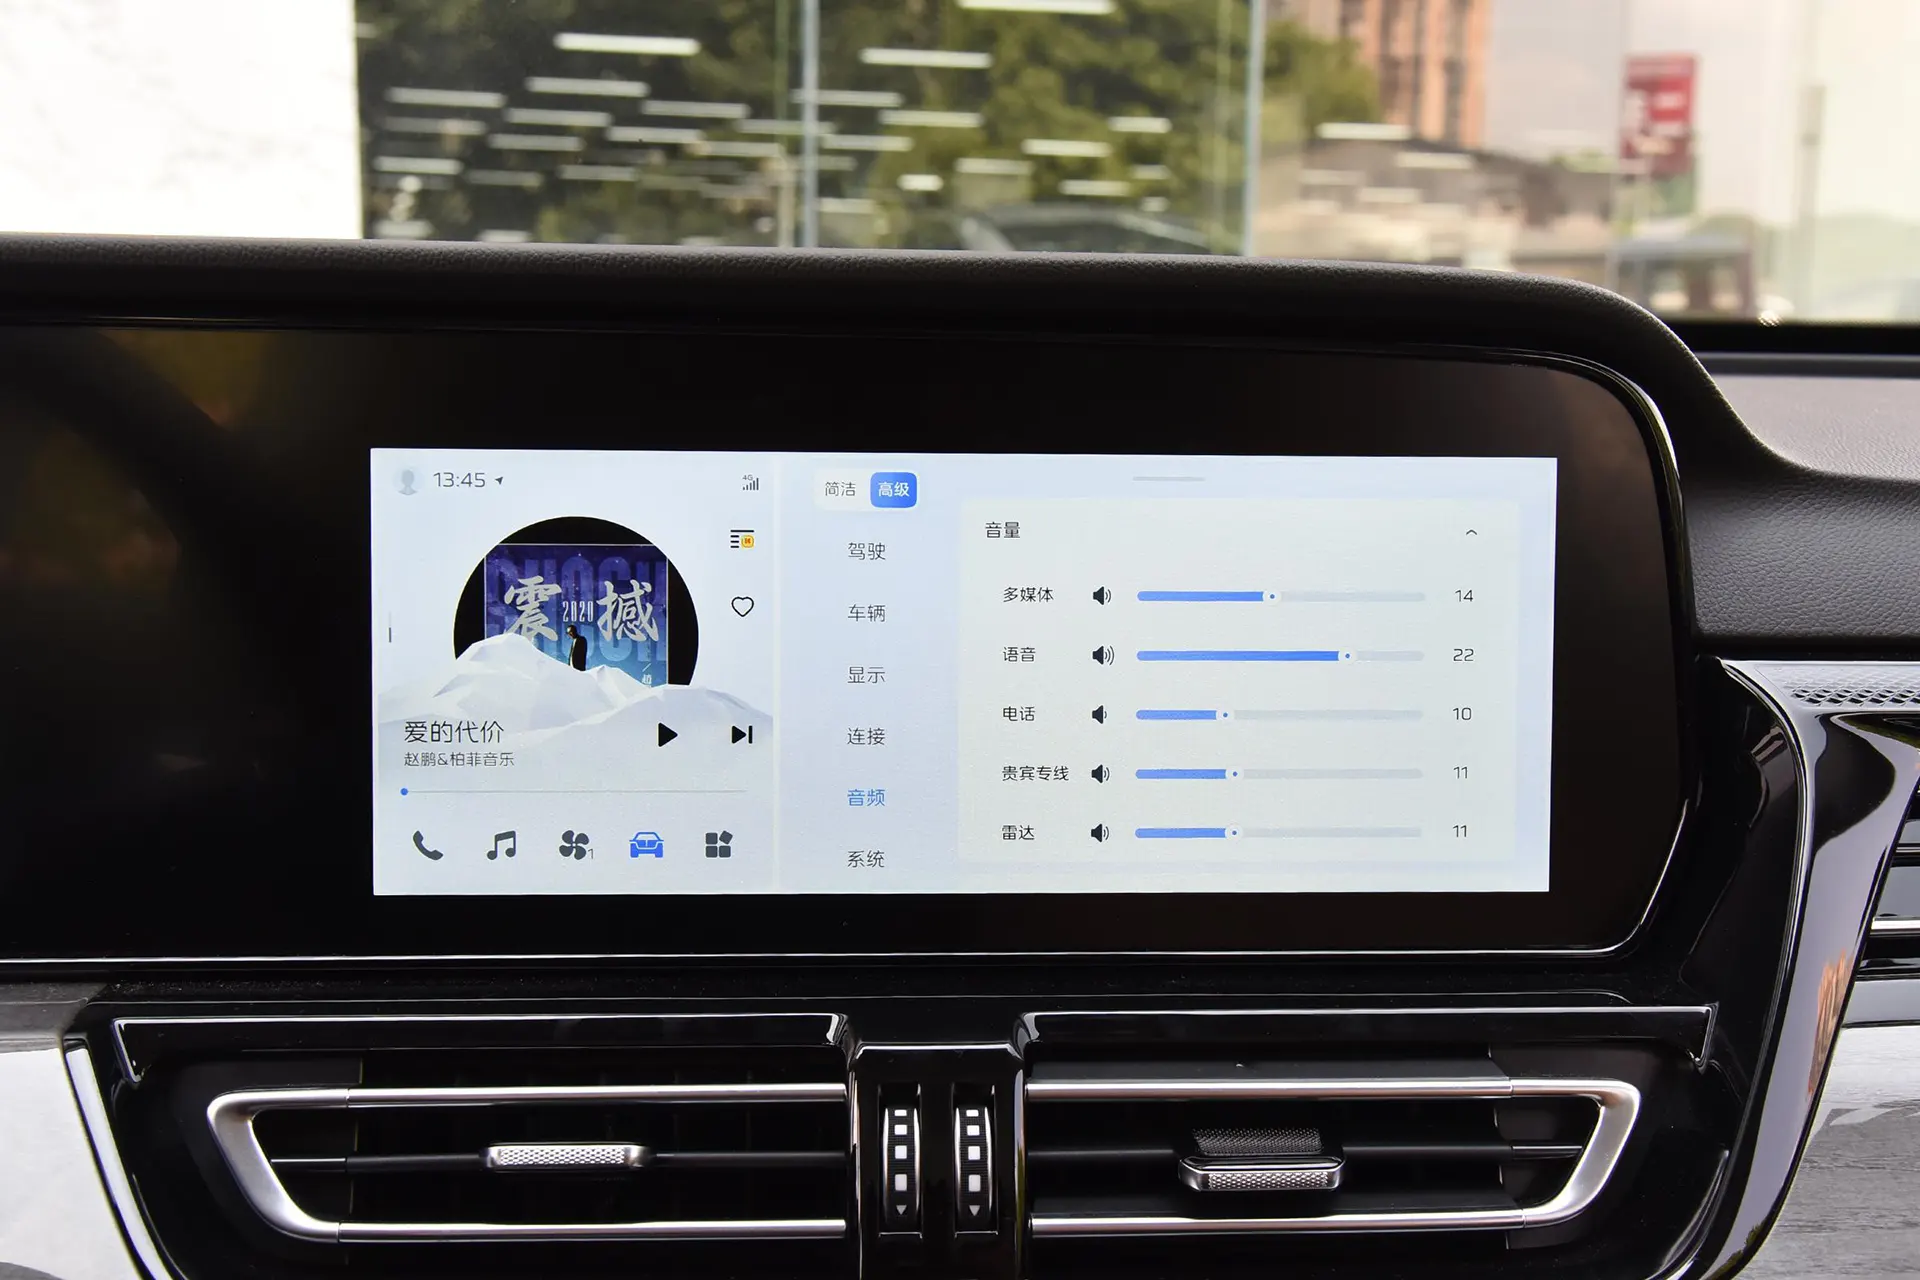 13:45
4G
震撼
2020
爱的代价
赵鹏&柏菲音乐
1
简洁
高级
驾驶
车辆
显示
连接
音频
系统
音量
多媒体 14
语音 22
电话 10
贵宾专线 11
雷达 11